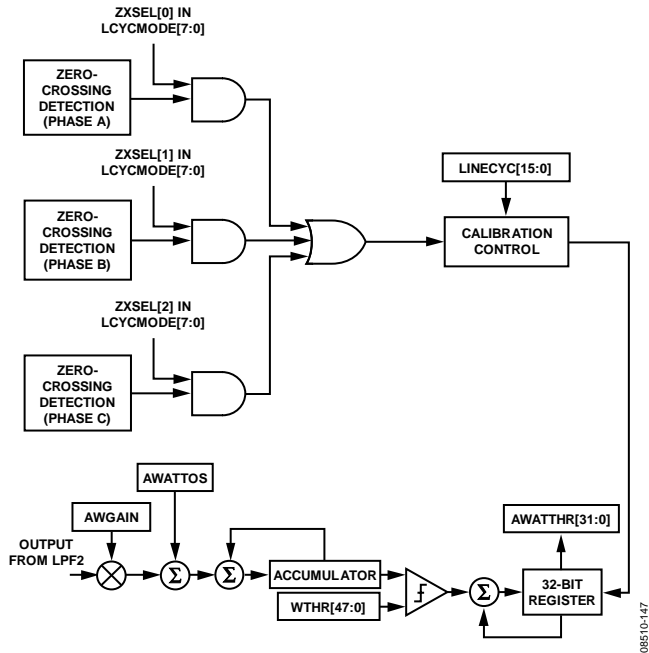 ZXSEL[0] IN
LCYCMODE[7:0]
ZERO-
CROSSING
DETECTION
(PHASE A)
ZXSEL[1] IN
LCYCMODE[7:0]
ZERO-
CROSSING
DETECTION
(PHASE B)
LINECYC[15:0]
CALIBRATION
CONTROL
ZXSEL[2] IN
LCYCMODE[7:0]
ZERO-
CROSSING
DETECTION
(PHASE C)
AWATTOS
AWGAIN
AWATTHR[31:0]
OUTPUT
FROM LPF2
Σ
Σ
ACCUMULATOR
WTHR[47:0]
Σ
32-BIT
REGISTER
08510-147